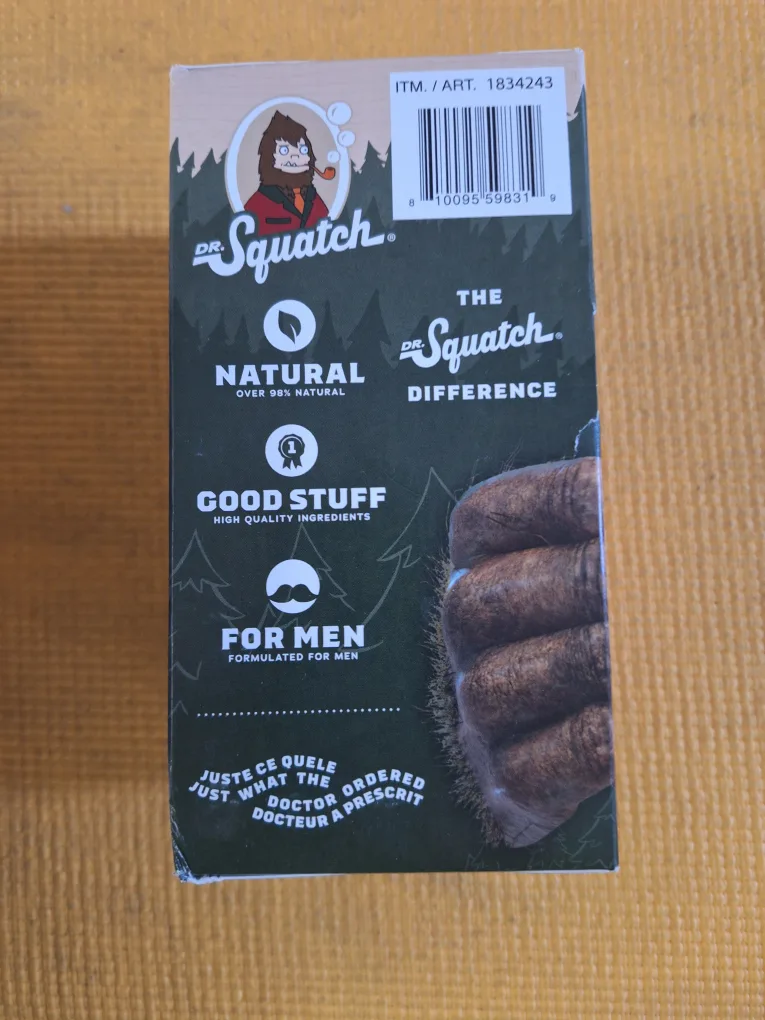 ITM. / ART. 1834243
8 10095 59831 9
DR. Squatch®
NATURAL
OVER 98% NATURAL
1
GOOD STUFF
HIGH QUALITY INGREDIENTS
FOR MEN
FORMULATED FOR MEN
THE
DR. Squatch®
DIFFERENCE
JUSTE CE QUELE
JUST WHAT THE
DOCTOR ORDERED
DOCTEUR A PRESCRIT